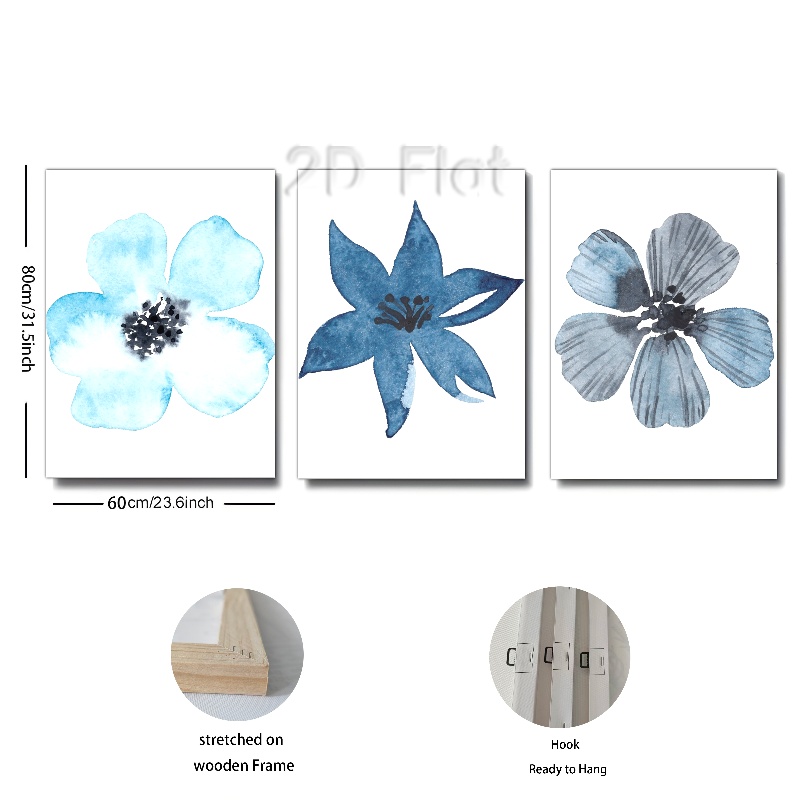 2D Flat
80cm/31.5inch
60cm/23.6inch
stretched on
wooden Frame
Hook
Ready to Hang